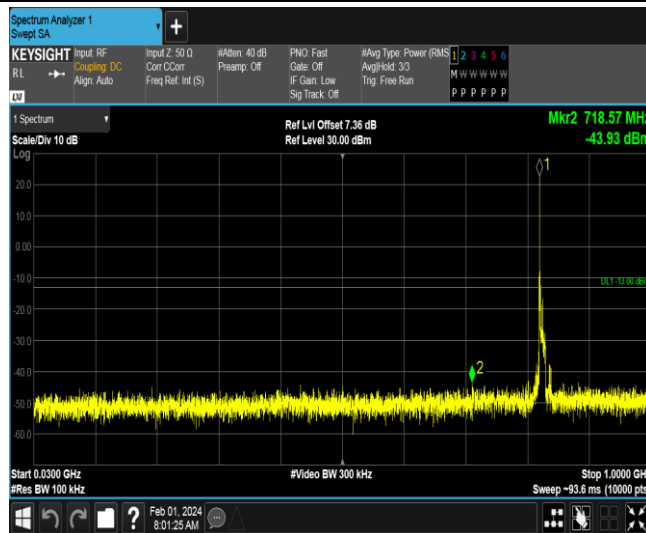 Spectrum Analyzer 1
Swept SA
+
KEYSIGHT
RL
LXI
Input: RF
Coupling: DC
Align: Auto
Input Z: 50 Ω
Corr CCorr
Freq Ref: Int (S)
#Atten: 40 dB
Preamp: Off
PNO: Fast
Gate: Off
IF Gain: Low
Sig Track: Off
#Avg Type: Power (RMS
Avg|Hold: 3/3
Trig: Free Run
1 2 3 4 5 6
M W W W W W
P P P P P P
1 Spectrum
Scale/Div 10 dB
Log
Ref Lvl Offset 7.36 dB
Ref Level 30.00 dBm
Mkr2 718.57 MHz
-43.93 dBm
1
20.0
10.0
0.00
-10.0
DL1 -13.00 dBm
-20.0
-30.0
-40.0
2
-50.0
-60.0
Start 0.0300 GHz
#Video BW 300 kHz
Stop 1.0000 GH
#Res BW 100 kHz
Sweep ~93.6 ms (10000 pts
?
Feb 01, 2024
8:01:25 AM